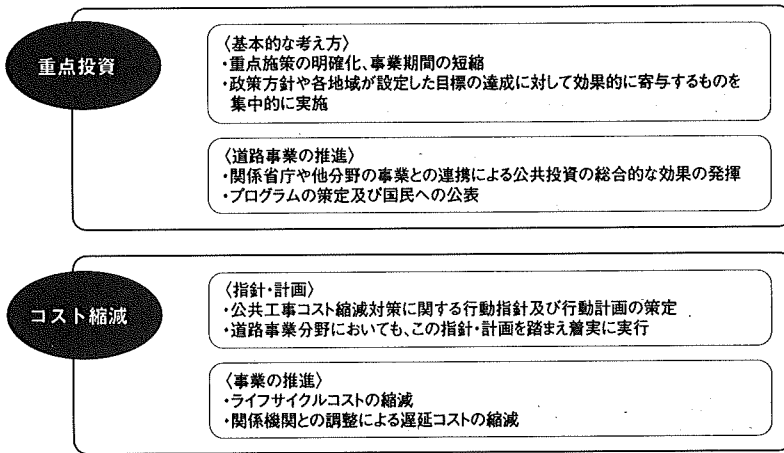 重点投資
〈基本的な考え方〉
・重点施策の明確化、事業期間の短縮
・政策方針や各地域が設定した目標の達成に対して効果的に寄与するものを
集中的に実施
〈道路事業の推進〉
・関係省庁や他分野の事業との連携による公共投資の総合的な効果の発揮
・プログラムの策定及び国民への公表
コスト縮減
〈指針・計画〉
・公共工事コスト縮減対策に関する行動指針及び行動計画の策定
・道路事業分野においても、この指針・計画を踏まえ着実に実行
〈事業の推進〉
・ライフサイクルコストの縮減
・関係機関との調整による遅延コストの縮減